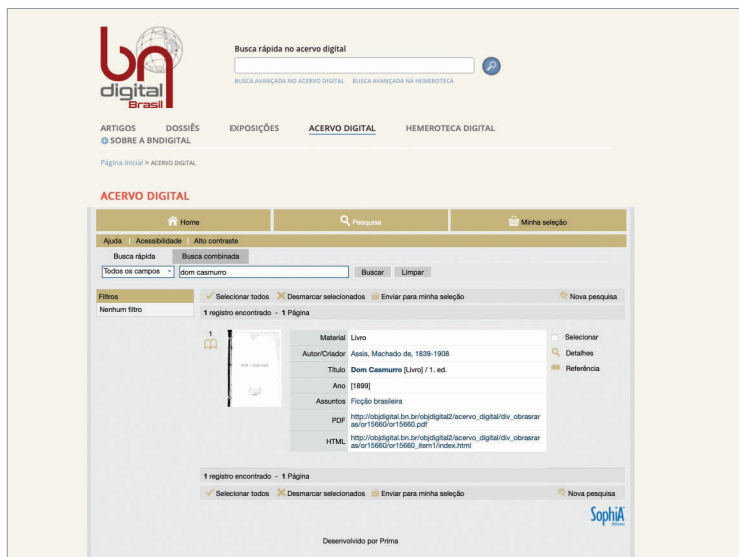 bn
digital
Brasil
Busca rápida no acervo digital
BUSCA AVANÇADA NO ACERVO DIGITAL BUSCA AVANÇADA NA HEMEROTECA
ARTIGOS DOSSIÊS EXPOSIÇÕES ACERVO DIGITAL HEMEROTECA DIGITAL
SOBRE A BNDIGITAL
Página Inicial > ACERVO DIGITAL
ACERVO DIGITAL
Home Pesquisa Minha seleção
Ajuda | Acessibilidade | Alto contraste
Busca rápida Busca combinada
Todos os campos dom casmurro Buscar Limpar
Filtros Selecionar todos Desmarcar selecionados Enviar para minha seleção Nova pesquisa
Nenhum filtro 1 registro encontrado - 1 Página
1 Material Livro Selecionar
Autor/Criador Assis, Machado de, 1839-1908 Detalhes
Título Dom Casmurro [Livro] / 1. ed. Referência
Ano [1899]
Assuntos Ficção brasileira
PDF http://objdigital.bn.br/objdigital2/acervo_digital/div_obrasrar
as/or15660/or15660.pdf
HTML http://objdigital.bn.br/objdigital2/acervo_digital/div_obrasrar
as/or15660/or15660_item1/index.html
1 registro encontrado - 1 Página
Selecionar todos Desmarcar selecionados Enviar para minha seleção Nova pesquisa
SophiA
Desenvolvido por Prima